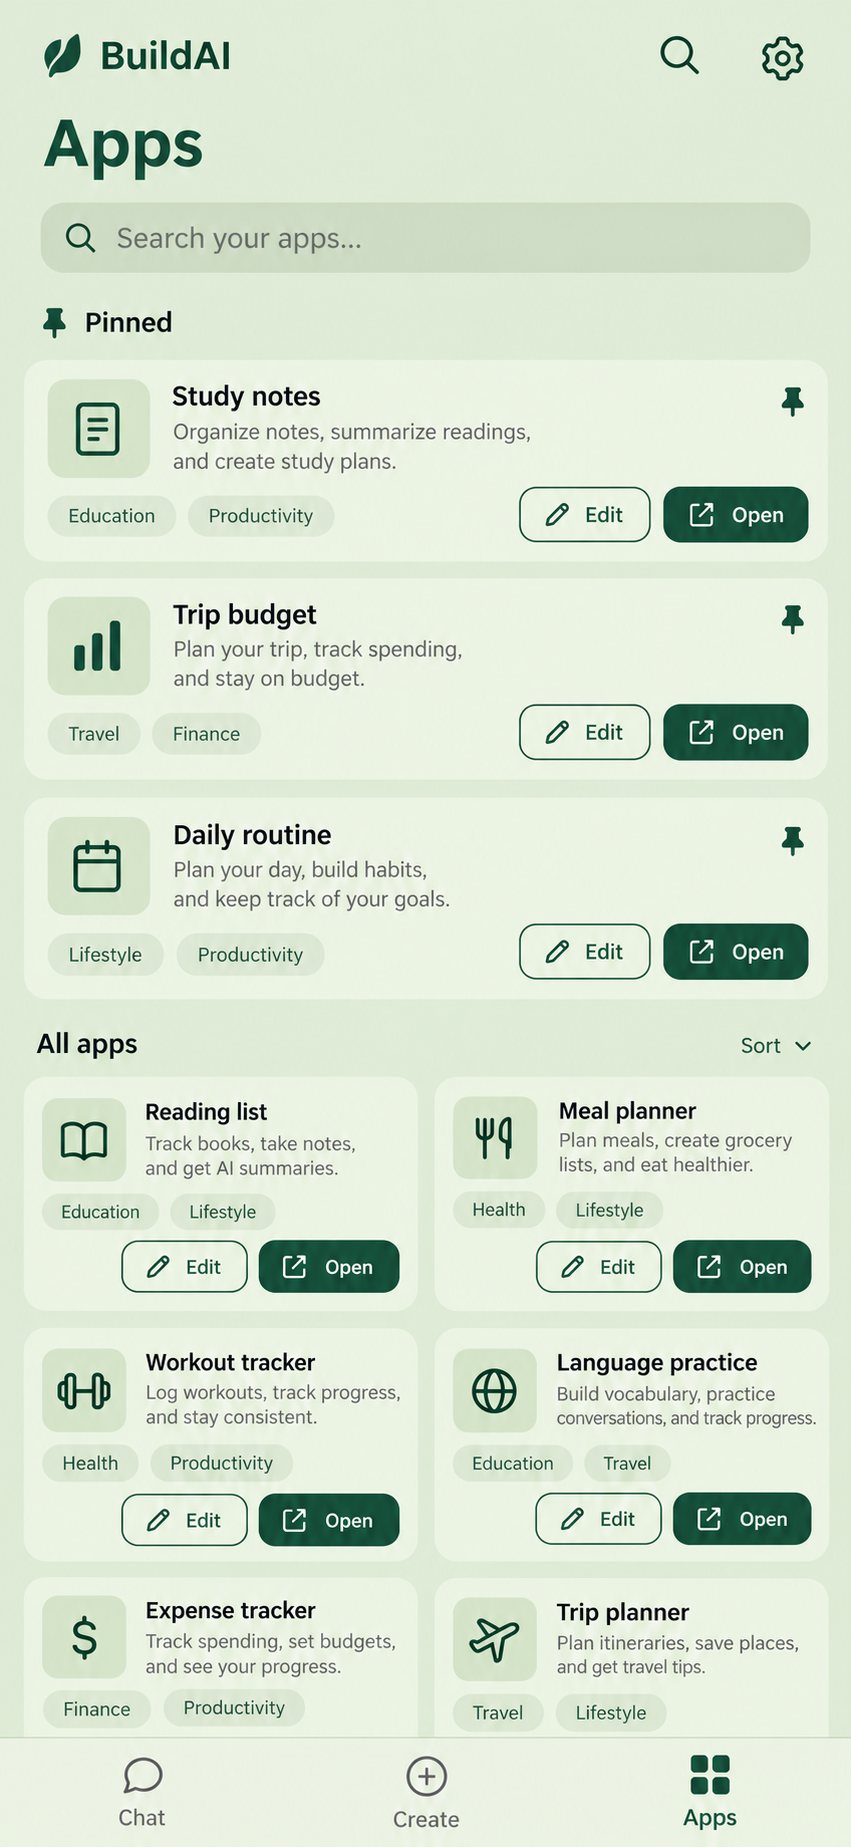 BuildAI
Apps
Search your apps...
Pinned
Study notes
Organize notes, summarize readings,
and create study plans.
Education
Productivity
Edit
Open
Trip budget
Plan your trip, track spending,
and stay on budget.
Travel
Finance
Edit
Open
Daily routine
Plan your day, build habits,
and keep track of your goals.
Lifestyle
Productivity
Edit
Open
All apps
Sort
Reading list
Track books, take notes,
and get AI summaries.
Education
Lifestyle
Edit
Open
Meal planner
Plan meals, create grocery
lists, and eat healthier.
Health
Lifestyle
Edit
Open
Workout tracker
Log workouts, track progress,
and stay consistent.
Health
Productivity
Edit
Open
Language practice
Build vocabulary, practice
conversations, and track progress.
Education
Travel
Edit
Open
Expense tracker
Track spending, set budgets,
and see your progress.
Finance
Productivity
Trip planner
Plan itineraries, save places,
and get travel tips.
Travel
Lifestyle
Chat
Create
Apps